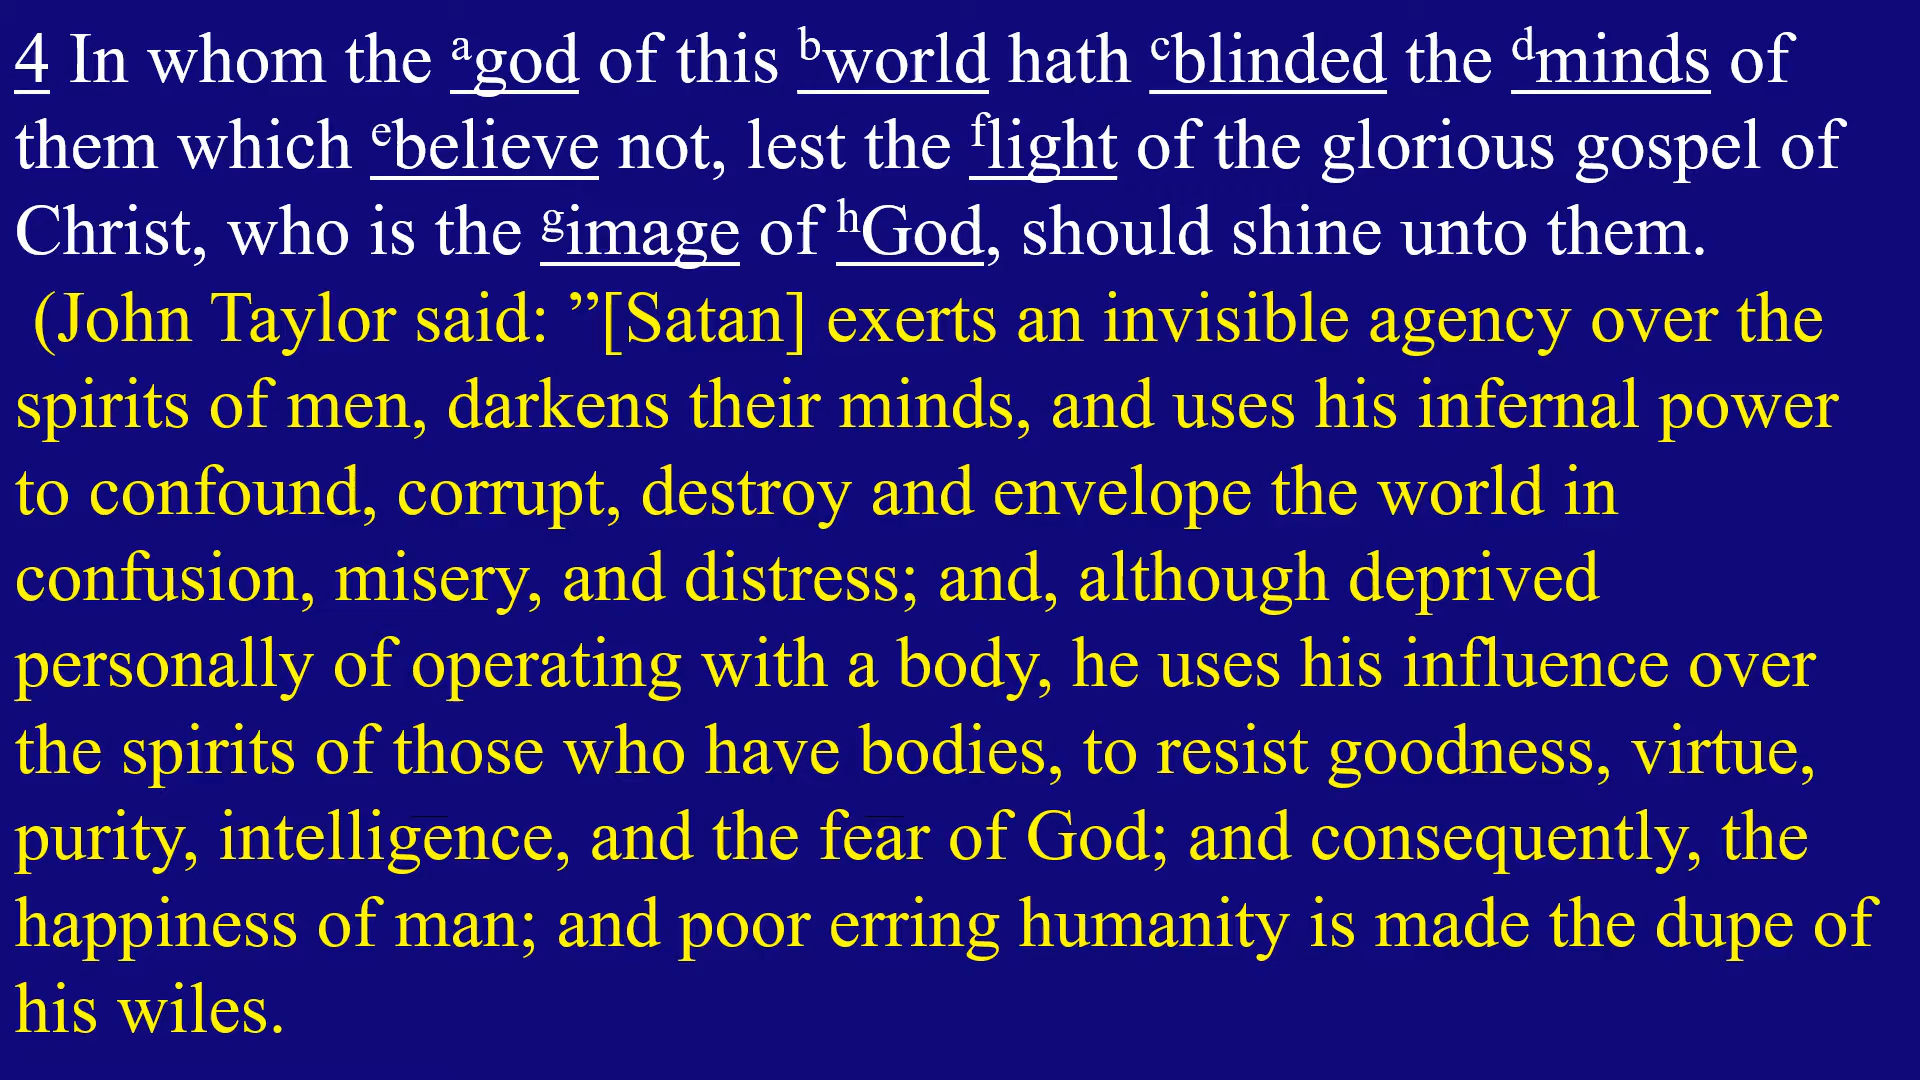 4 In whom the agod of this bworld hath cblinded the dminds of
them which ebelieve not, lest the flight of the glorious gospel of
Christ, who is the gimage of hGod, should shine unto them.
(John Taylor said: ”[Satan] exerts an invisible agency over the
spirits of men, darkens their minds, and uses his infernal power
to confound, corrupt, destroy and envelope the world in
confusion, misery, and distress; and, although deprived
personally of operating with a body, he uses his influence over
the spirits of those who have bodies, to resist goodness, virtue,
purity, intelligence, and the fear of God; and consequently, the
happiness of man; and poor erring humanity is made the dupe of
his wiles.